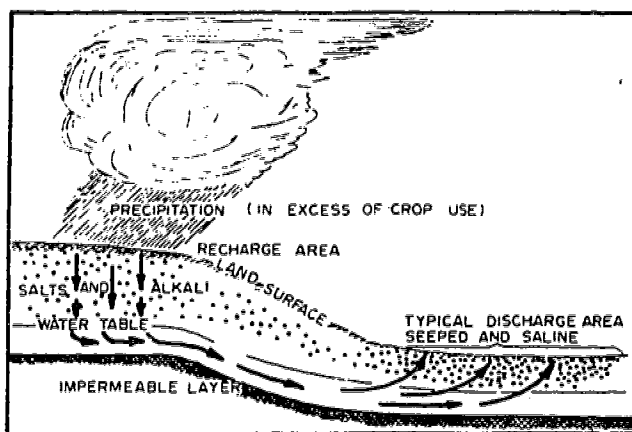 PRECIPITATION (IN EXCESS OF CROP USE)
RECHARGE AREA
LAND SURFACE
SALTS AND ALKALI
WATER TABLE
TYPICAL DISCHARGE AREA
SEEPED AND SALINE
IMPERMEABLE LAYER